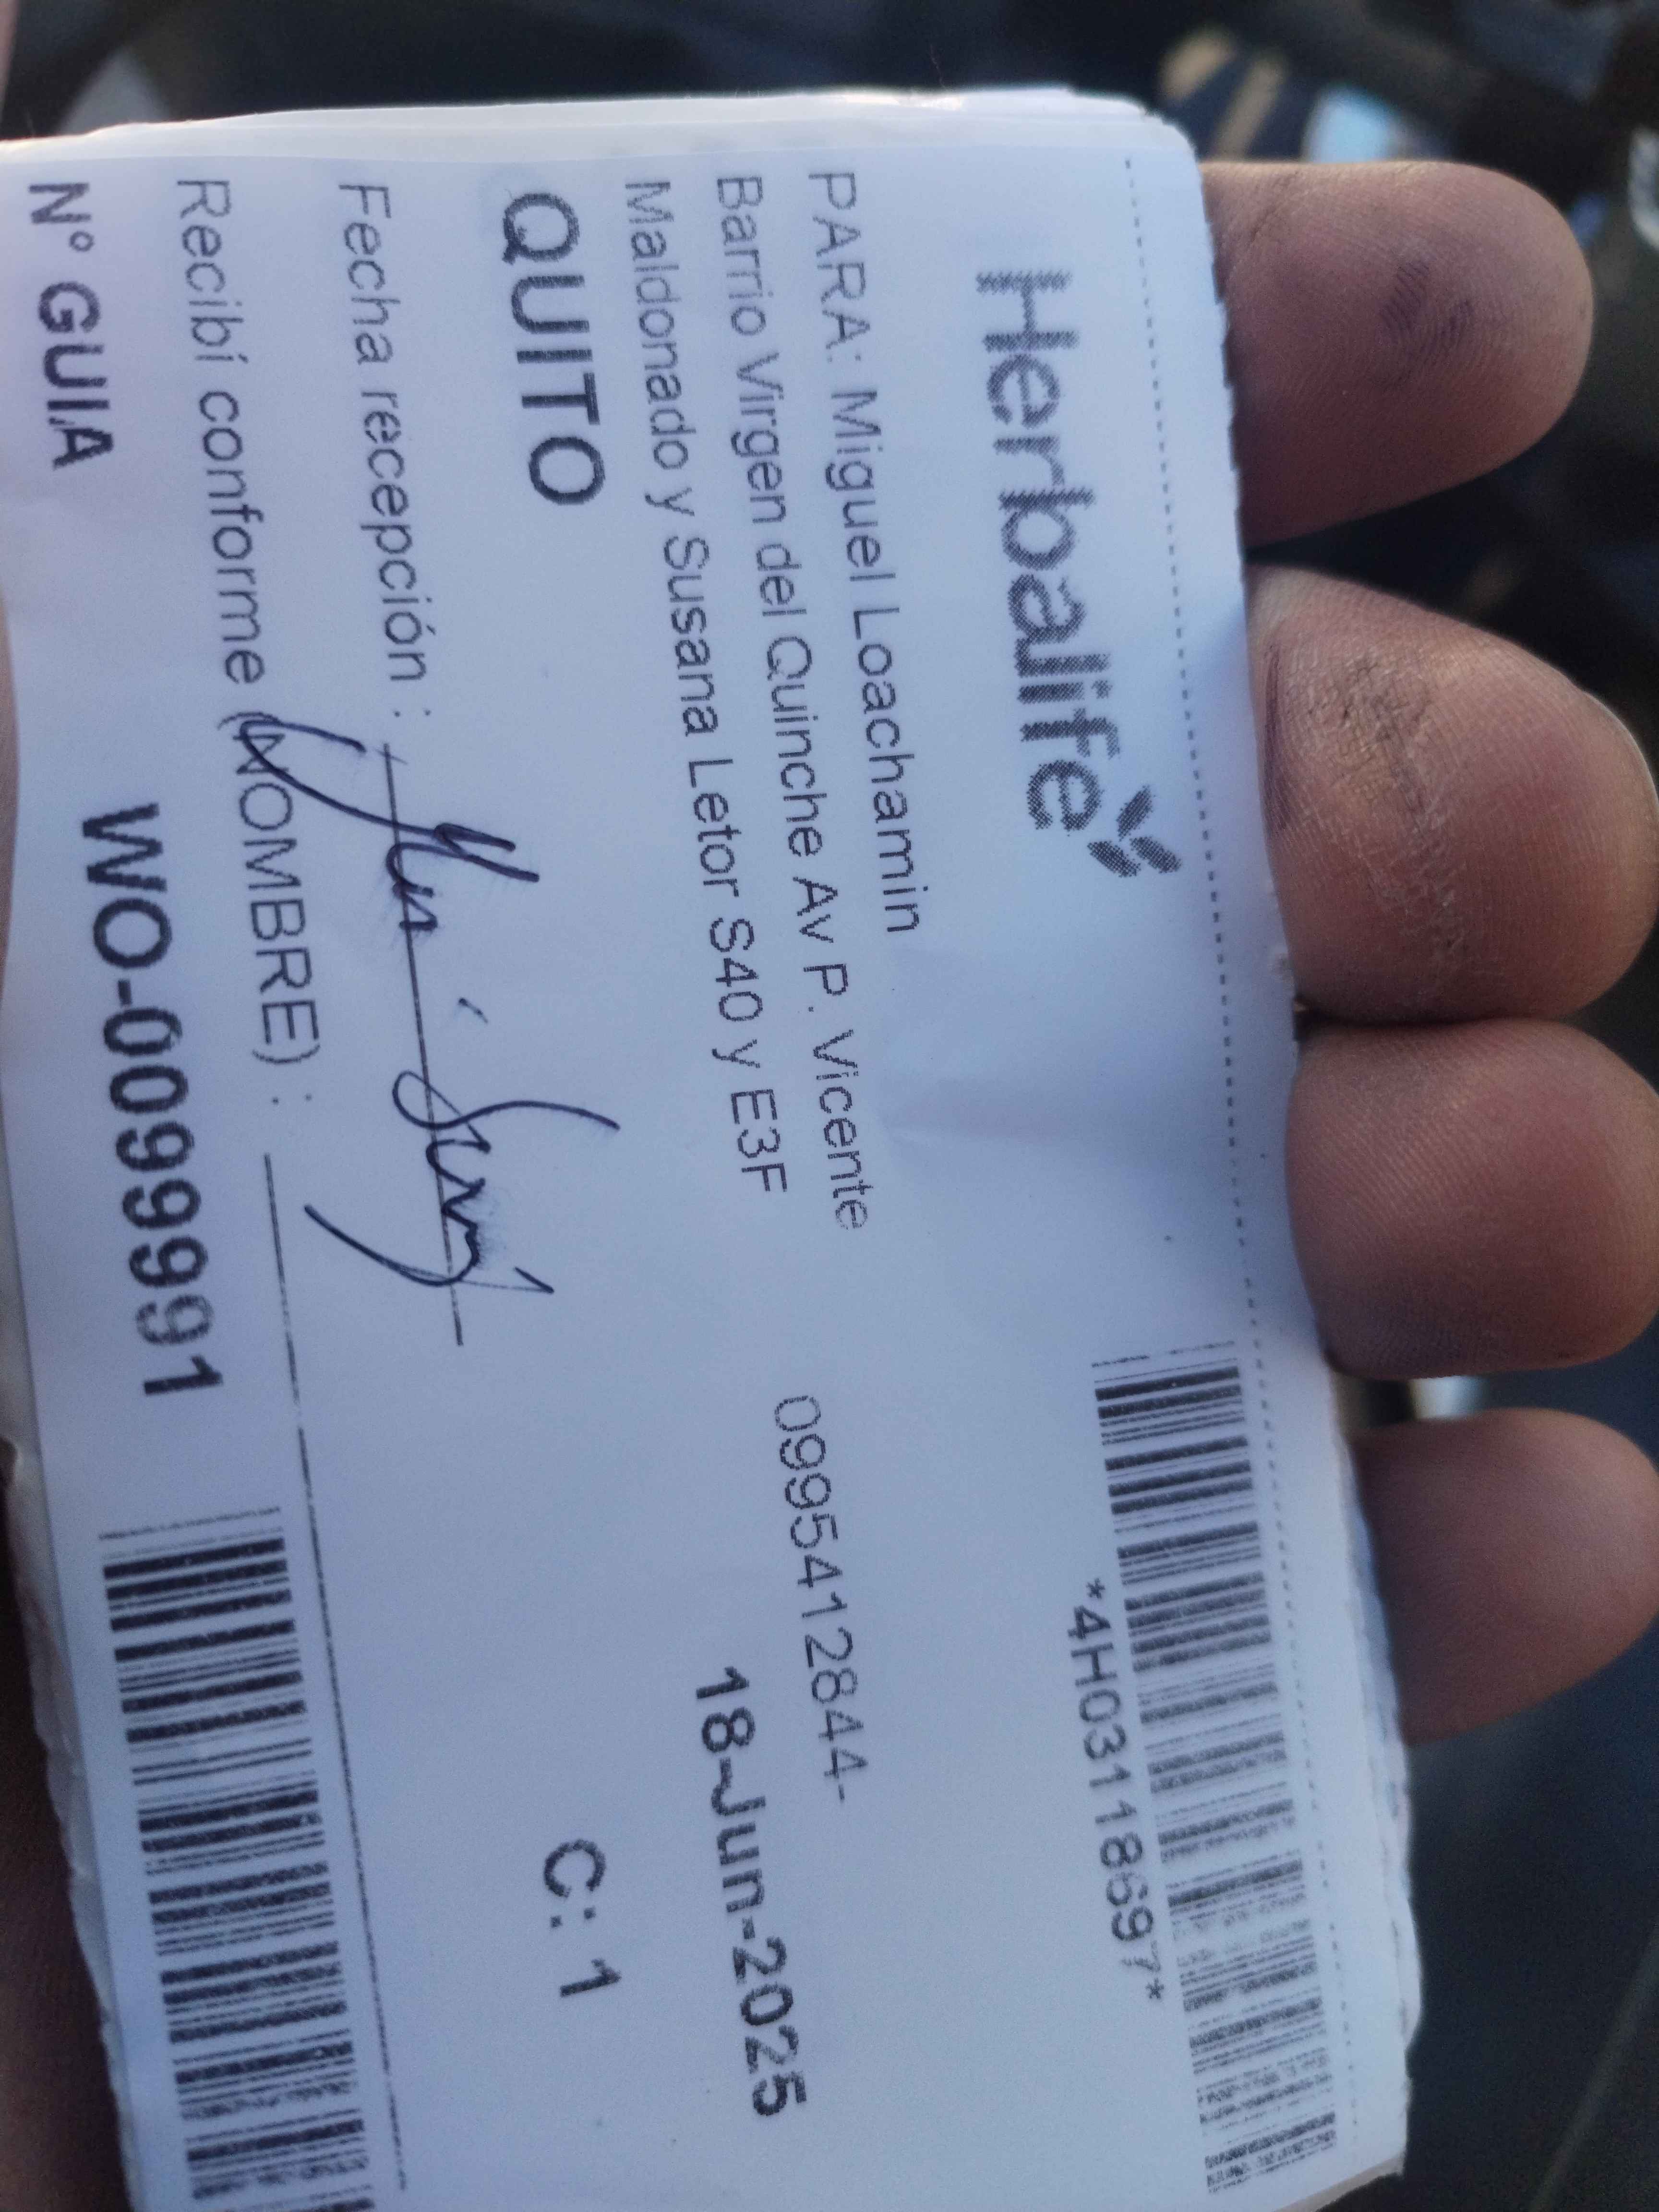 Herbalife
*4H03118697*
PARA: Miguel Loachamin
Barrio Virgen del Quinche Av P. Vicente
0995412844-
Maldonado y Susana Letor S40 y E3F
18-Jun-2025
QUITO
C: 1
Fecha recepción :
Recibí conforme (NOMBRE) :
N° GUIA WO-0099991